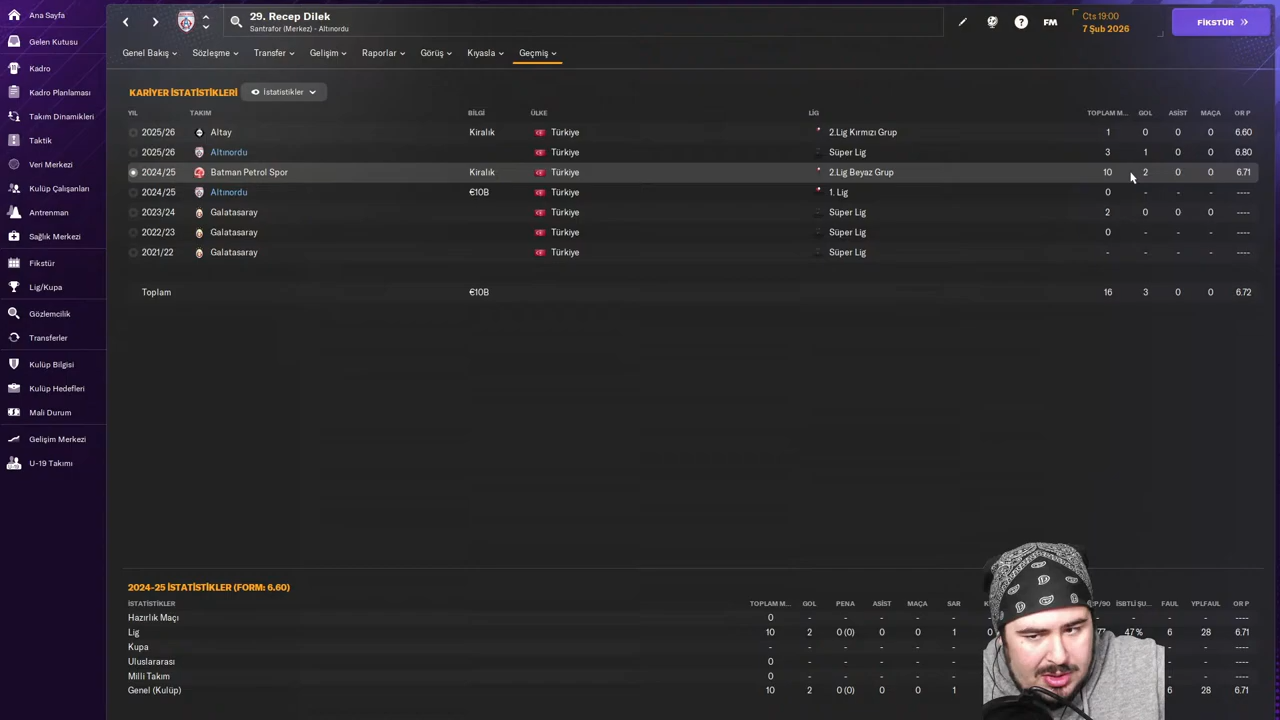 Ana Sayfa
Gelen Kutusu
Kadro
Kadro Planlaması
Takım Dinamikleri
Taktik
Veri Merkezi
Kulüp Çalışanları
Antrenman
Sağlık Merkezi
Fikstür
Lig/Kupa
Gözlemcilik
Transferler
Kulüp Bilgisi
Kulüp Hedefleri
Mali Durum
Gelişim Merkezi
U-19 Takımı
29. Recep Dilek
Santrafor (Merkez) - Altınordu
FM
Cts 19:00
7 Şub 2026
FİKSTÜR
Genel Bakış Sözleşme Transfer Gelişim Raporlar Görüş Kıyasla Geçmiş
KARİYER İSTATİSTİKLERİ İstatistikler
YIL TAKIM BİLGİ ÜLKE LİG TOPLAM M... GOL ASİST MAÇA OR P
2025/26 Altay Kiralık Türkiye 2.Lig Kırmızı Grup 1 0 0 0 6.60
2025/26 Altınordu Türkiye Süper Lig 3 1 0 0 6.80
2024/25 Batman Petrol Spor Kiralık Türkiye 2.Lig Beyaz Grup 10 2 0 0 6.71
2024/25 Altınordu €10B Türkiye 1. Lig 0 - - - ----
2023/24 Galatasaray Türkiye Süper Lig 2 0 0 0 ----
2022/23 Galatasaray Türkiye Süper Lig 0 - - - ----
2021/22 Galatasaray Türkiye Süper Lig - - - - ----
Toplam €10B 16 3 0 0 6.72
2024-25 İSTATİSTİKLER (FORM: 6.60)
İSTATİSTİKLER TOPLAM M... GOL PENA ASİST MAÇA SAR İSBTLİ ŞU... FAUL YPLFAUL OR P
Hazırlık Maçı 0 - - - - - ----
Lig 10 2 0 (0) 0 0 1 0 47 % 6 28 6.71
Kupa - - - - - - ----
Uluslararası 0 - - - - - ----
Milli Takım 0 - - - - - ----
Genel (Kulüp) 10 2 0 (0) 0 0 1 6 28 6.71